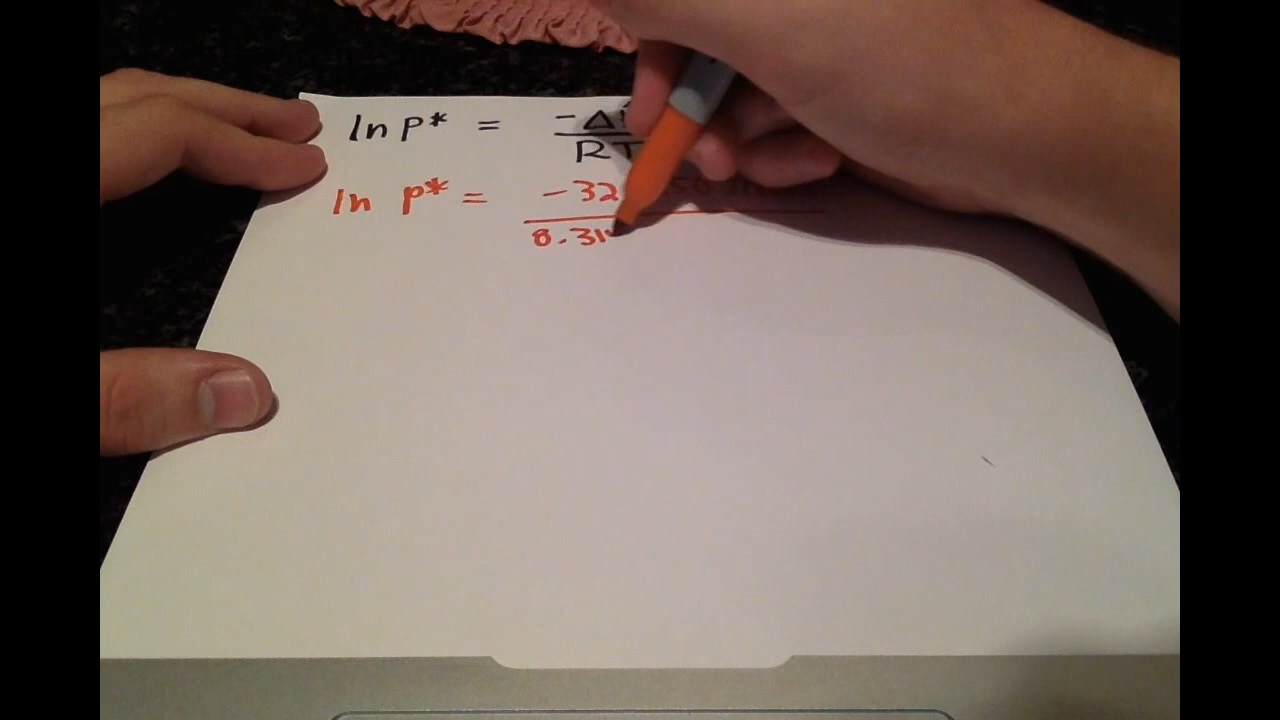 ln P* = -Δ
RT
ln P* = -32
8.31